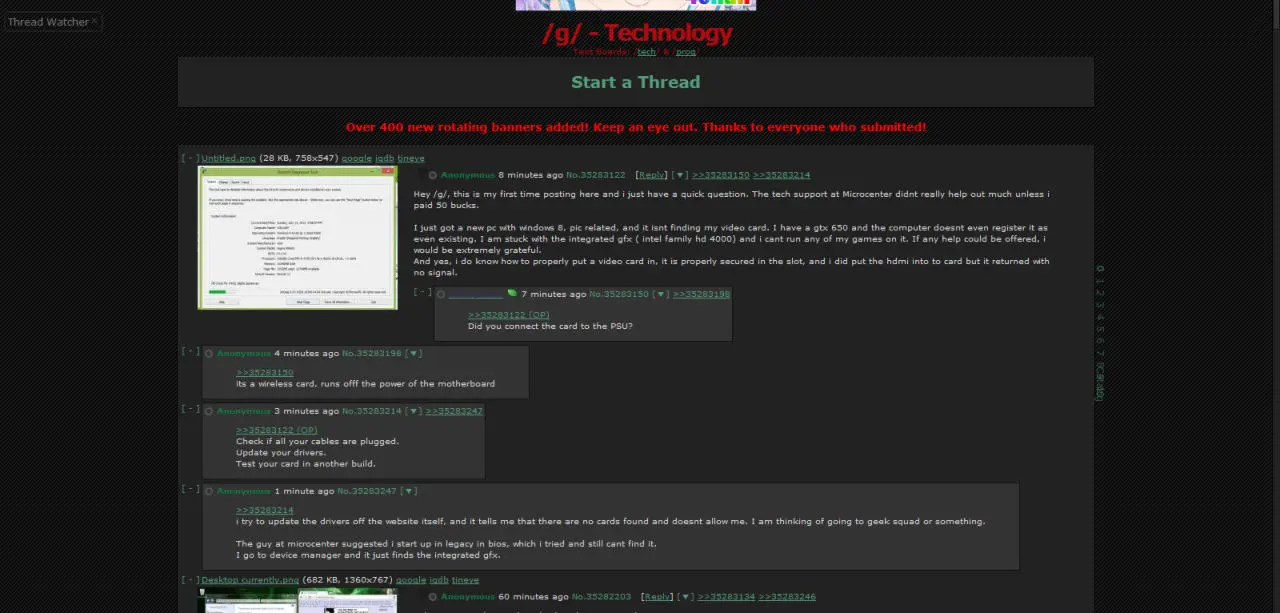 Thread Watcher ×
/g/ - Technology
Text Boards: /tech/ & /prog/
Start a Thread
Over 400 new rotating banners added! Keep an eye out. Thanks to everyone who submitted!
[ - ] Untitled.png (28 KB, 758x547) google iqdb tineye
Anonymous 8 minutes ago No.35283122 [Reply] [▼] >>35283150 >>35283214
Hey /g/, this is my first time posting here and i just have a quick question. The tech support at Microcenter didnt really help out much unless i
paid 50 bucks.
I just got a new pc with windows 8, pic related, and it isnt finding my video card. I have a gtx 650 and the computer doesnt even register it as
even existing. I am stuck with the integrated gfx ( intel family hd 4000) and i cant run any of my games on it. If any help could be offered, i
would be extremely grateful.
And yes, i do know how to properly put a video card in, it is properly secured in the slot, and i did put the hdmi into to card but it returned with
no signal.
[ - ] 7 minutes ago No.35283150 [▼] >>35283198
>>35283122 (OP)
Did you connect the card to the PSU?
[ - ] Anonymous 4 minutes ago No.35283198 [▼]
>>35283150
its a wireless card, runs offf the power of the motherboard
[ - ] Anonymous 3 minutes ago No.35283214 [▼] >>35283247
>>35283122 (OP)
Check if all your cables are plugged.
Update your drivers.
Test your card in another build.
[ - ] Anonymous 1 minute ago No.35283247 [▼]
>>35283214
i try to update the drivers off the website itself, and it tells me that there are no cards found and doesnt allow me. I am thinking of going to geek squad or something.
The guy at microcenter suggested i start up in legacy in bios, which i tried and still cant find it.
I go to device manager and it just finds the integrated gfx.
[ - ] Desktop currently.png (682 KB, 1360x767) google iqdb tineye
Anonymous 60 minutes ago No.35282203 [Reply] [▼] >>35283134 >>35283246
0 1 2 3 4 5 6 7 8